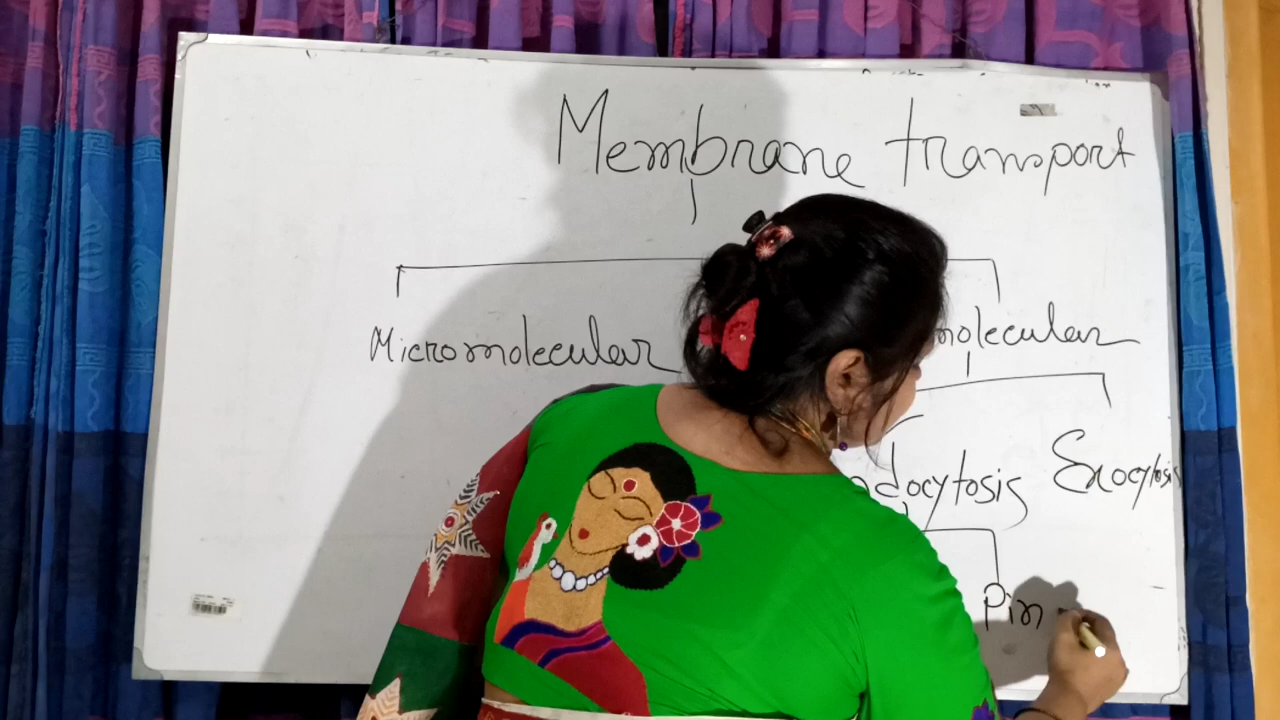 Membrane transport
Micromolecular molecular
docytosis Exocytosis
Pin